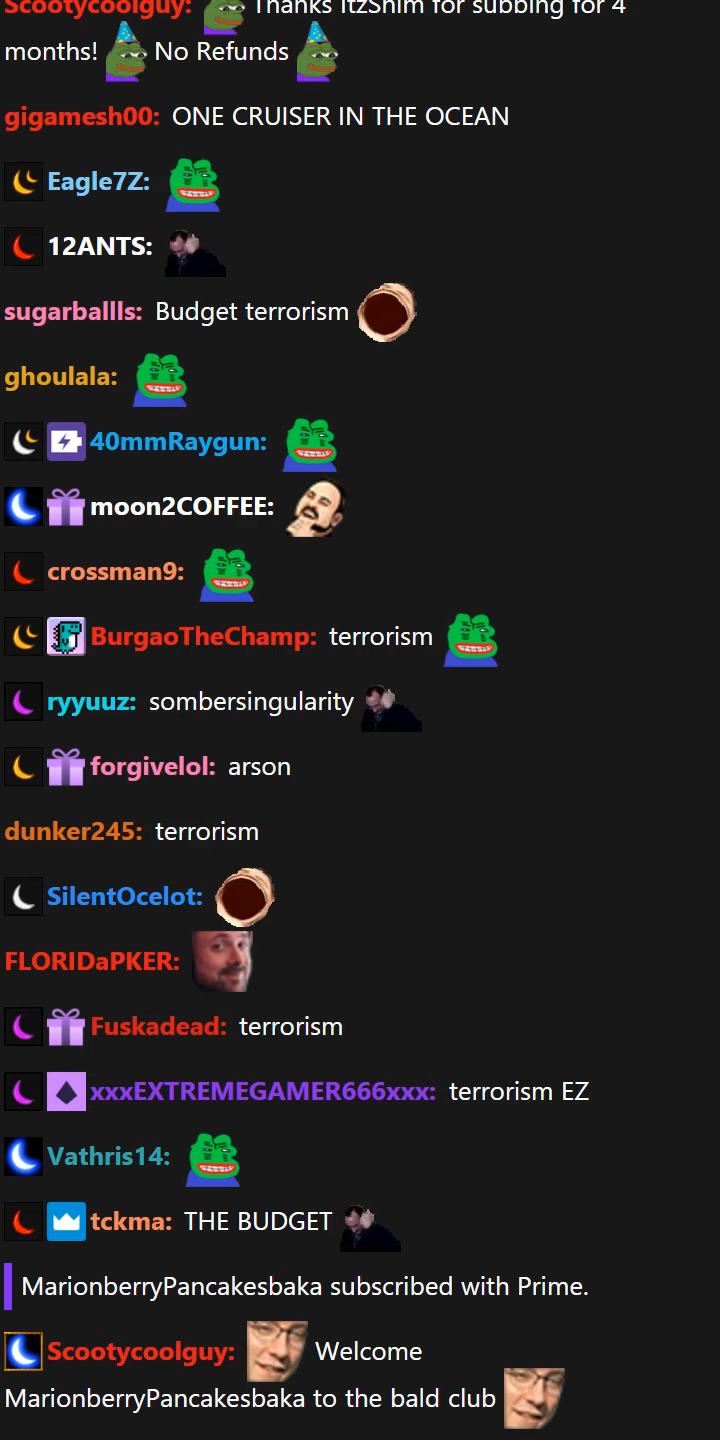 Scootycoolguy: Thanks ItzShim for subbing for 4
months! No Refunds
gigamesh00: ONE CRUISER IN THE OCEAN
Eagle7Z:
12ANTS:
sugarballls: Budget terrorism
ghoulala:
40mmRaygun:
moon2COFFEE:
crossman9:
BurgaoTheChamp: terrorism
ryyuuz: sombersingularity
forgivelol: arson
dunker245: terrorism
SilentOcelot:
FLORIDaPKER:
Fuskadead: terrorism
xxxEXTREMEGAMER666xxx: terrorism EZ
Vathris14:
tckma: THE BUDGET
MarionberryPancakesbaka subscribed with Prime.
Scootycoolguy: Welcome
MarionberryPancakesbaka to the bald club